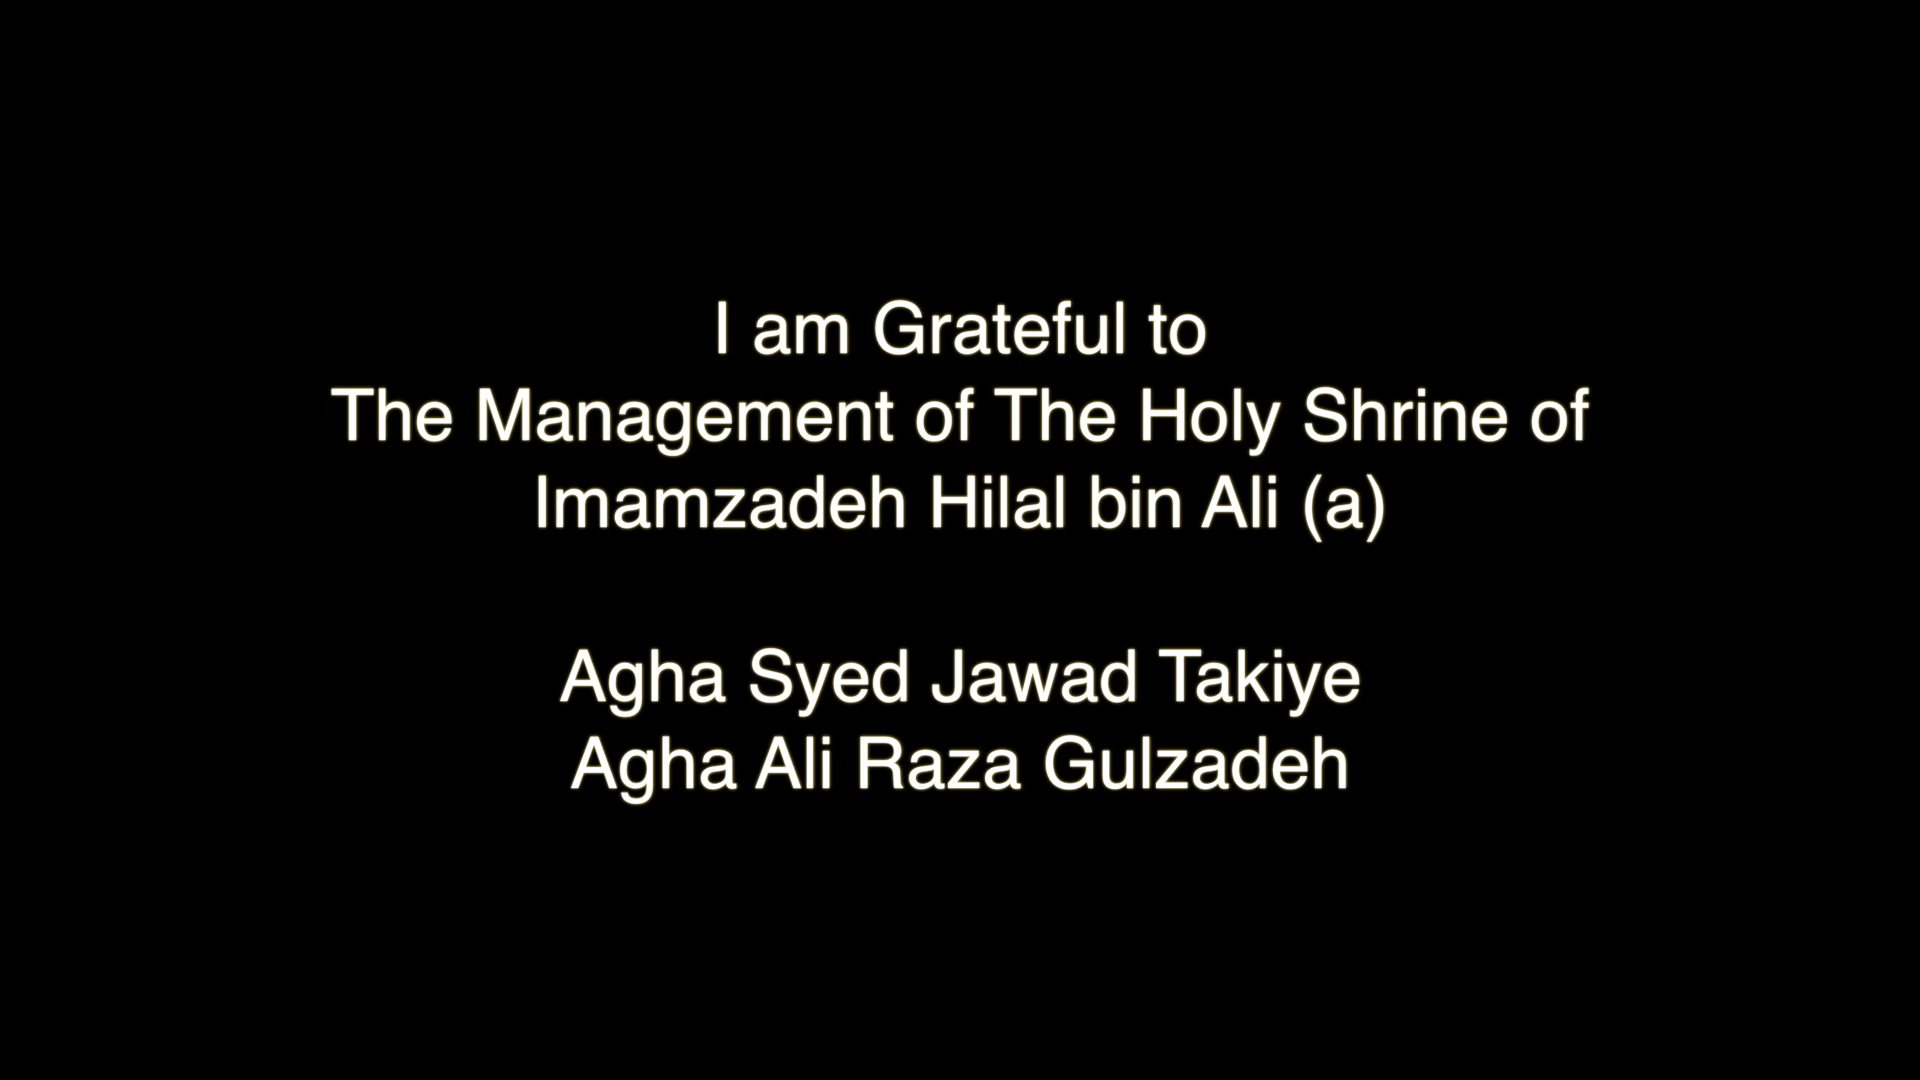 I am Grateful to
The Management of The Holy Shrine of
Imamzadeh Hilal bin Ali (a)
Agha Syed Jawad Takiye
Agha Ali Raza Gulzadeh